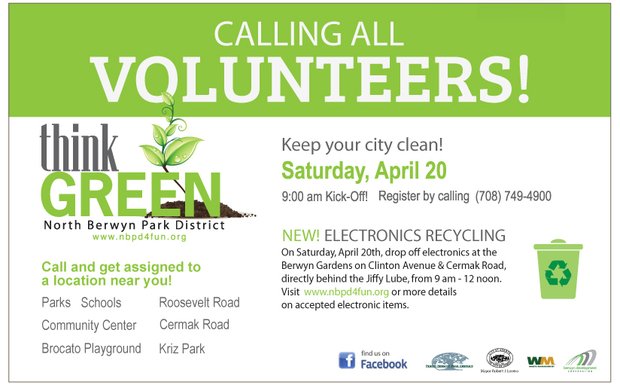 CALLING ALL
VOLUNTEERS!
think
GREEN
North Berwyn Park District
www.nbpd4fun.org
Call and get assigned to
a location near you!
Parks Schools Roosevelt Road
Community Center Cermak Road
Brocato Playground Kriz Park
Keep your city clean!
Saturday, April 20
9:00 am Kick-Off! Register by calling (708) 749-4900
NEW! ELECTRONICS RECYCLING
On Saturday, April 20th, drop off electronics at the
Berwyn Gardens on Clinton Avenue & Cermak Road,
directly behind the Jiffy Lube, from 9 am - 12 noon.
Visit www.nbpd4fun.org or more details
on accepted electronic items.
find us on
Facebook
WM